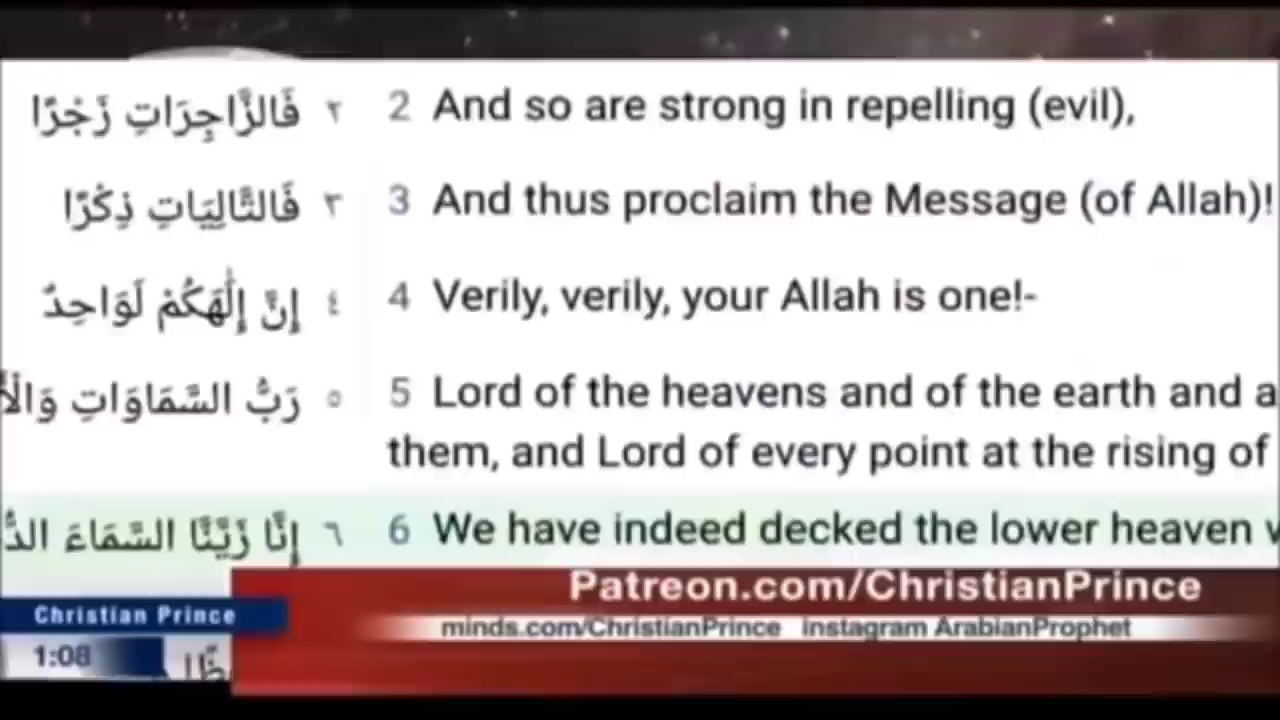 فَالزَّاجِرَاتِ زَجْرًا ٢ 2 And so are strong in repelling (evil),
فَالتَّالِيَاتِ ذِكْرًا ٣ 3 And thus proclaim the Message (of Allah)!
إِنَّ إِلَٰهَكُمْ لَوَاحِدٌ ٤ 4 Verily, verily, your Allah is one!-
رَبُّ السَّمَاوَاتِ ٥ 5 Lord of the heavens and of the earth and
them, and Lord of every point at the rising of
إِنَّا زَيَّنَّا السَّمَاءَ ٦ 6 We have indeed decked the lower heaven
Patreon.com/ChristianPrince
Christian Prince
minds.com/ChristianPrince instagram ArabianProphet
1:08